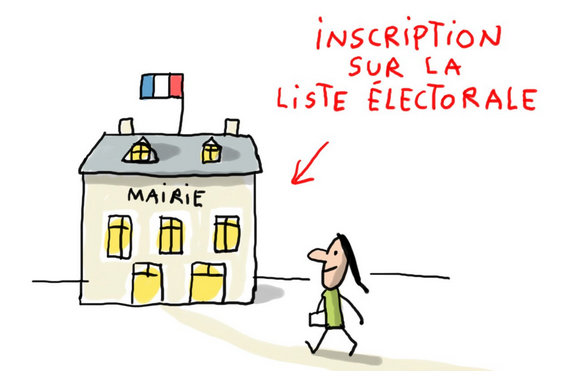 iNSCRiPTiON
SUR LA
LiSTE ÉLECTORALE
MAiRiE